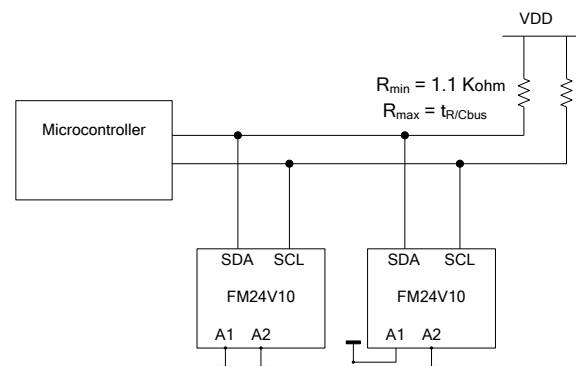 VDD
Rmin = 1.1 Kohm
Rmax = tR/Cbus
Microcontroller
SDA SCL
FM24V10
A1 A2
SDA SCL
FM24V10
A1 A2